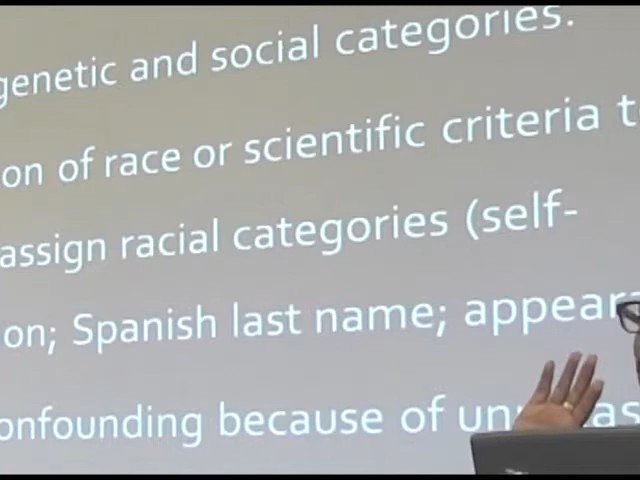 genetic and social categories.
on of race or scientific criteria t
assign racial categories (self-
on; Spanish last name; appear
onfounding because of un as